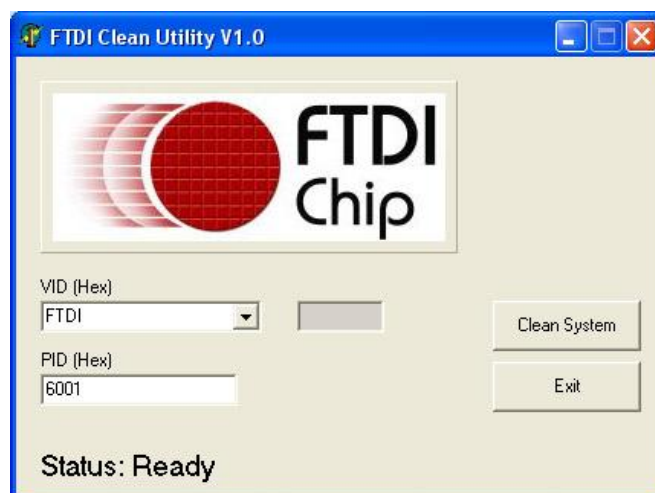 FTDI Clean Utility V1.0
FTDI
Chip
VID (Hex)
FTDI
Clean System
PID (Hex)
6001
Exit
Status: Ready